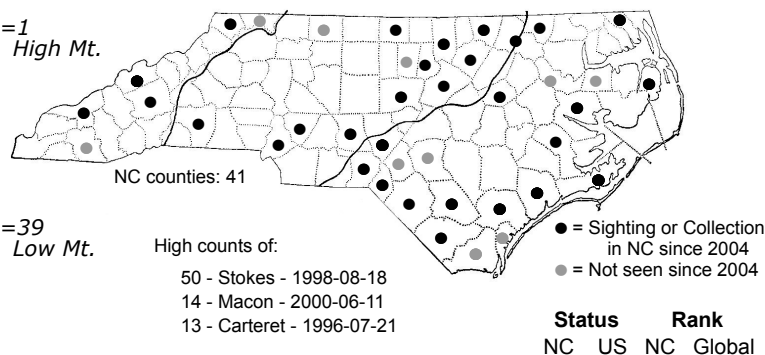 =1
High Mt.
NC counties: 41
=39
Low Mt.
High counts of:
50 - Stokes - 1998-08-18
14 - Macon - 2000-06-11
13 - Carteret - 1996-07-21
● = Sighting or Collection
in NC since 2004
● = Not seen since 2004
Status Rank
NC US NC Global